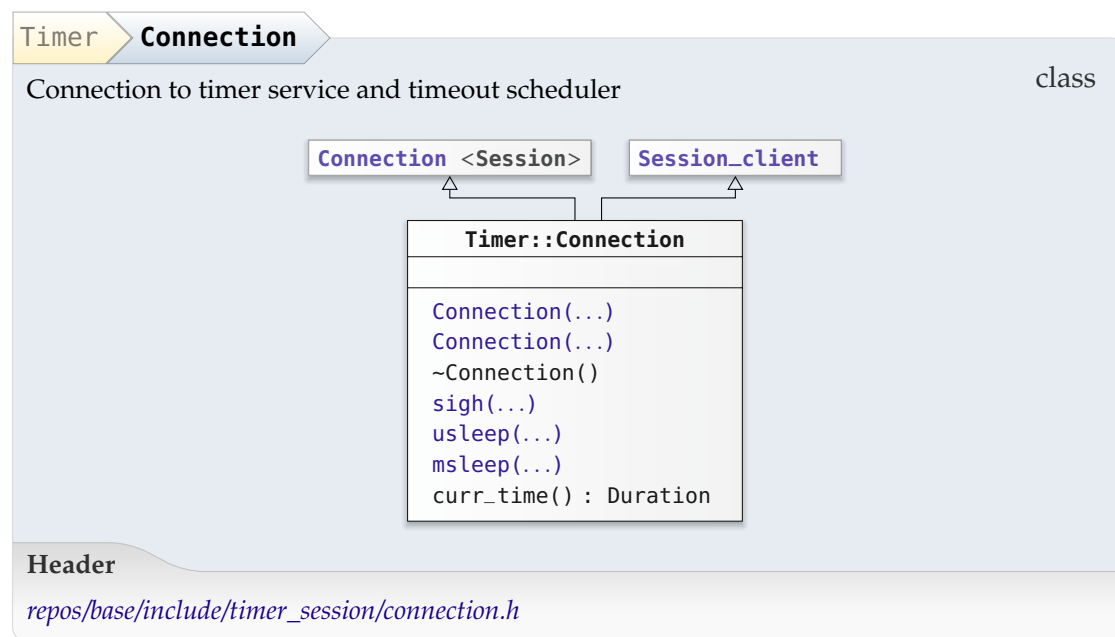 Timer Connection
class
Connection to timer service and timeout scheduler
Connection <Session> Session_client
Timer::Connection
Connection(...)
Connection(...)
~Connection()
sigh(...)
usleep(...)
msleep(...)
curr_time() : Duration
Header
repos/base/include/timer_session/connection.h